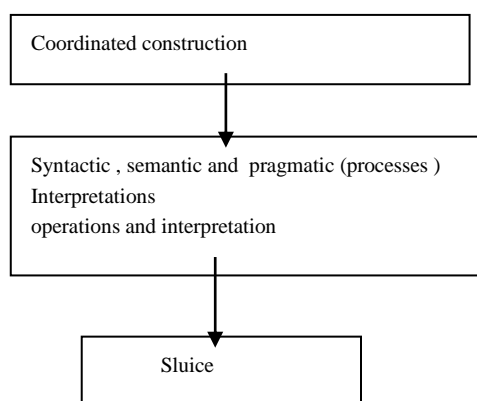 Coordinated construction
Syntactic , semantic and pragmatic (processes )
Interpretations
operations and interpretation
Sluice